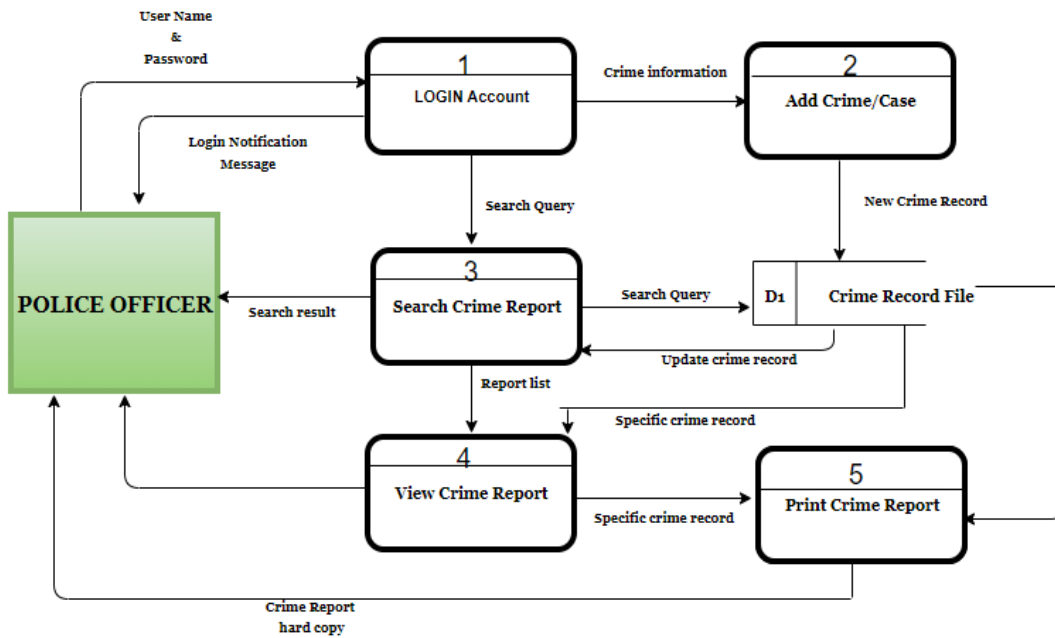 User Name
&
Password
1
LOGIN Account
Crime information
2
Add Crime/Case
Login Notification
Message
Search Query
New Crime Record
POLICE OFFICER
3
Search Crime Report
Search result
Search Query
D1
Crime Record File
Update crime record
Report list
Specific crime record
4
View Crime Report
Specific crime record
5
Print Crime Report
Crime Report
hard copy